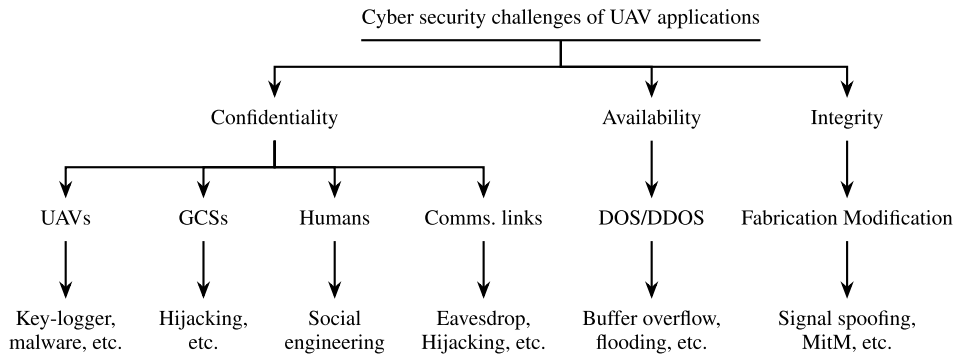 Cyber security challenges of UAV applications
Confidentiality
Availability
Integrity
UAVs
GCSs
Humans
Comms. links
DOS/DDOS
Fabrication Modification
Key-logger,
malware, etc.
Hijacking,
etc.
Social
engineering
Eavesdrop,
Hijacking, etc.
Buffer overflow,
flooding, etc.
Signal spoofing,
MitM, etc.